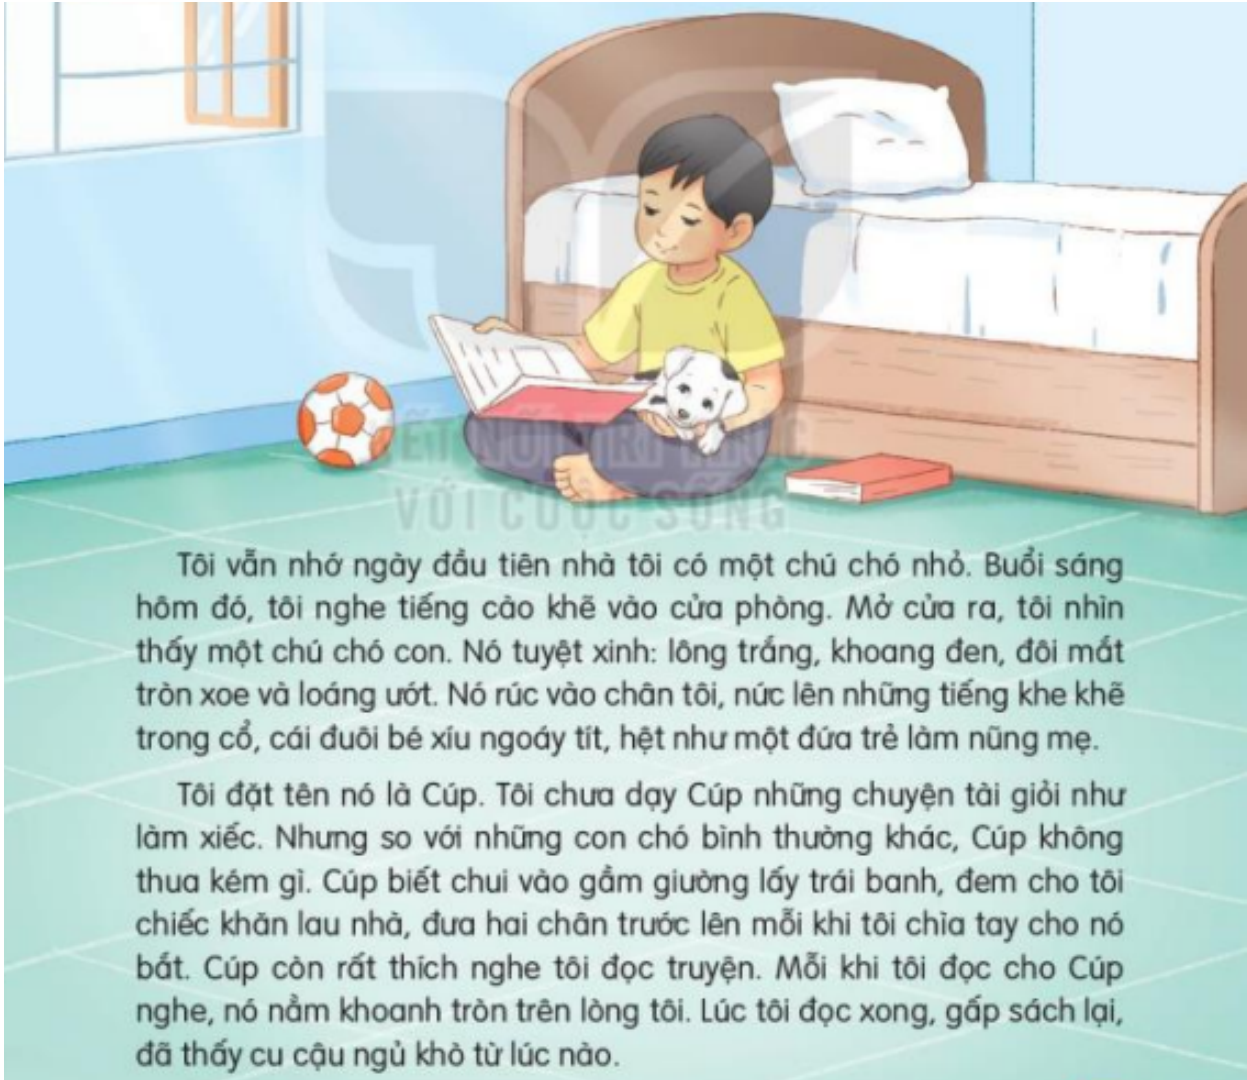 ẾT NỐI TRI THỨC
VỚI CUỘC SỐNG
Tôi vẫn nhớ ngày đầu tiên nhà tôi có một chú chó nhỏ. Buổi sáng
hôm đó, tôi nghe tiếng cào khẽ vào cửa phòng. Mở cửa ra, tôi nhìn
thấy một chú chó con. Nó tuyệt xinh: lông trắng, khoang đen, đôi mắt
tròn xoe và loáng ướt. Nó rúc vào chân tôi, nức lên những tiếng khe khẽ
trong cổ, cái đuôi bé xíu ngoáy tít, hệt như một đứa trẻ làm nũng mẹ.
Tôi đặt tên nó là Cúp. Tôi chưa dạy Cúp những chuyện tài giỏi như
làm xiếc. Nhưng so với những con chó bình thường khác, Cúp không
thua kém gì. Cúp biết chui vào gầm giường lấy trái banh, đem cho tôi
chiếc khăn lau nhà, đưa hai chân trước lên mỗi khi tôi chìa tay cho nó
bắt. Cúp còn rất thích nghe tôi đọc truyện. Mỗi khi tôi đọc cho Cúp
nghe, nó nằm khoanh tròn trên lòng tôi. Lúc tôi đọc xong, gấp sách lại,
đã thấy cu cậu ngủ khò từ lúc nào.